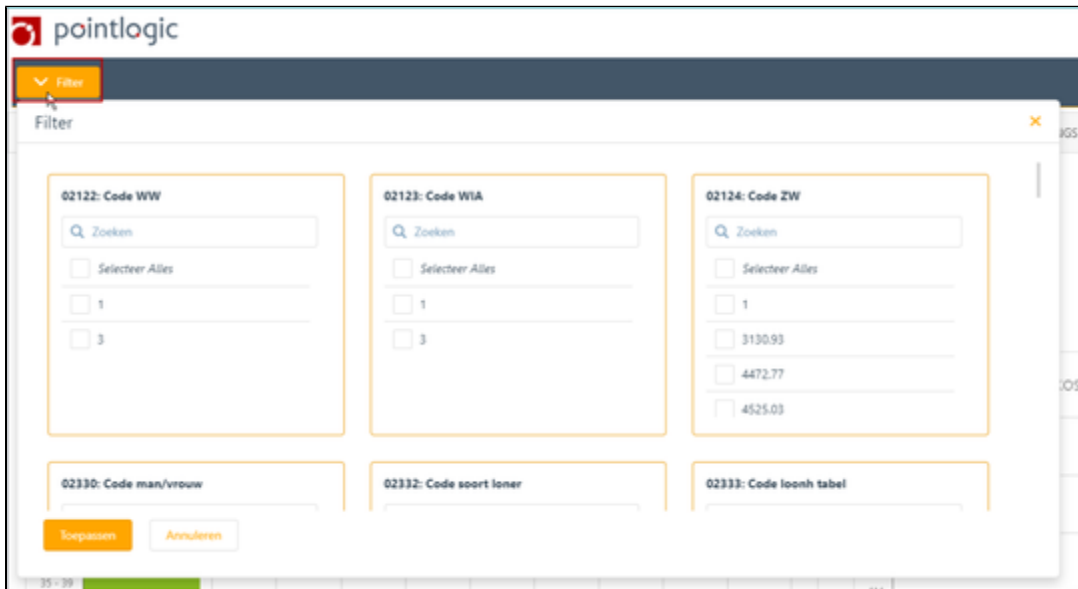 pointlogic
Filter
Filter
02122: Code WW
Zoeken
Selecteer Alles
1
3
02123: Code WIA
Zoeken
Selecteer Alles
1
3
02124: Code ZW
Zoeken
Selecteer Alles
1
3130.93
4472.77
4525.03
02330: Code man/vrouw
02332: Code soort loner
02333: Code loonh tabel
Toepassen
Annuleren
35 - 39